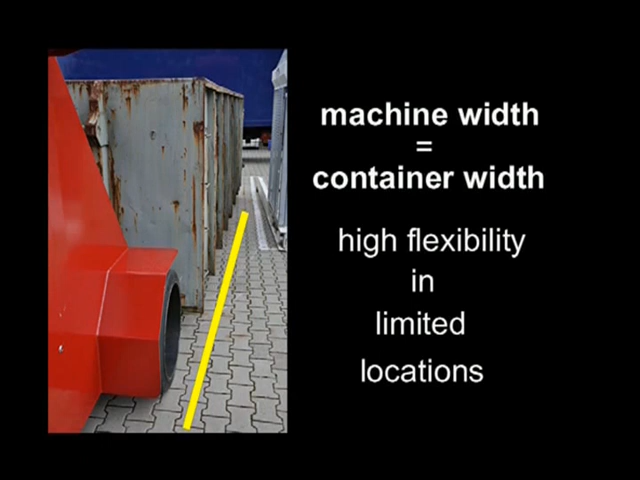 machine width
=
container width
high flexibility
in
limited
locations